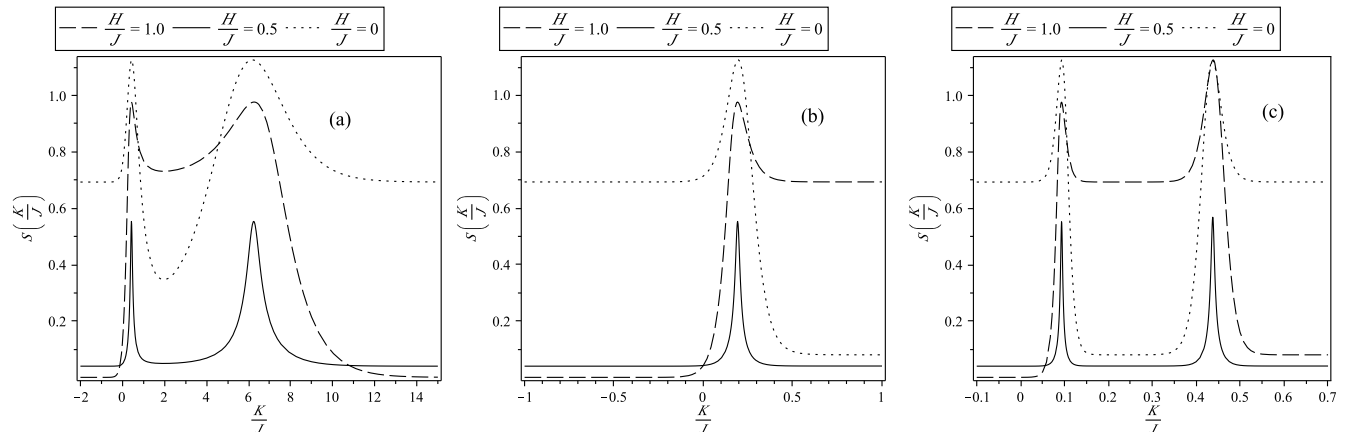 H/J = 1.0 H/J = 0.5 H/J = 0
(a)
s(K/J)
1.0
0.8
0.6
0.4
0.2
−2 0 2 4 6 8 10 12 14
K/J
H/J = 1.0 H/J = 0.5 H/J = 0
(b)
s(K/J)
1.0
0.8
0.6
0.4
0.2
−1 −0.5 0 0.5 1
K/J
H/J = 1.0 H/J = 0.5 H/J = 0
(c)
s(K/J)
1.0
0.8
0.6
0.4
0.2
−0.1 0 0.1 0.2 0.3 0.4 0.5 0.6 0.7
K/J